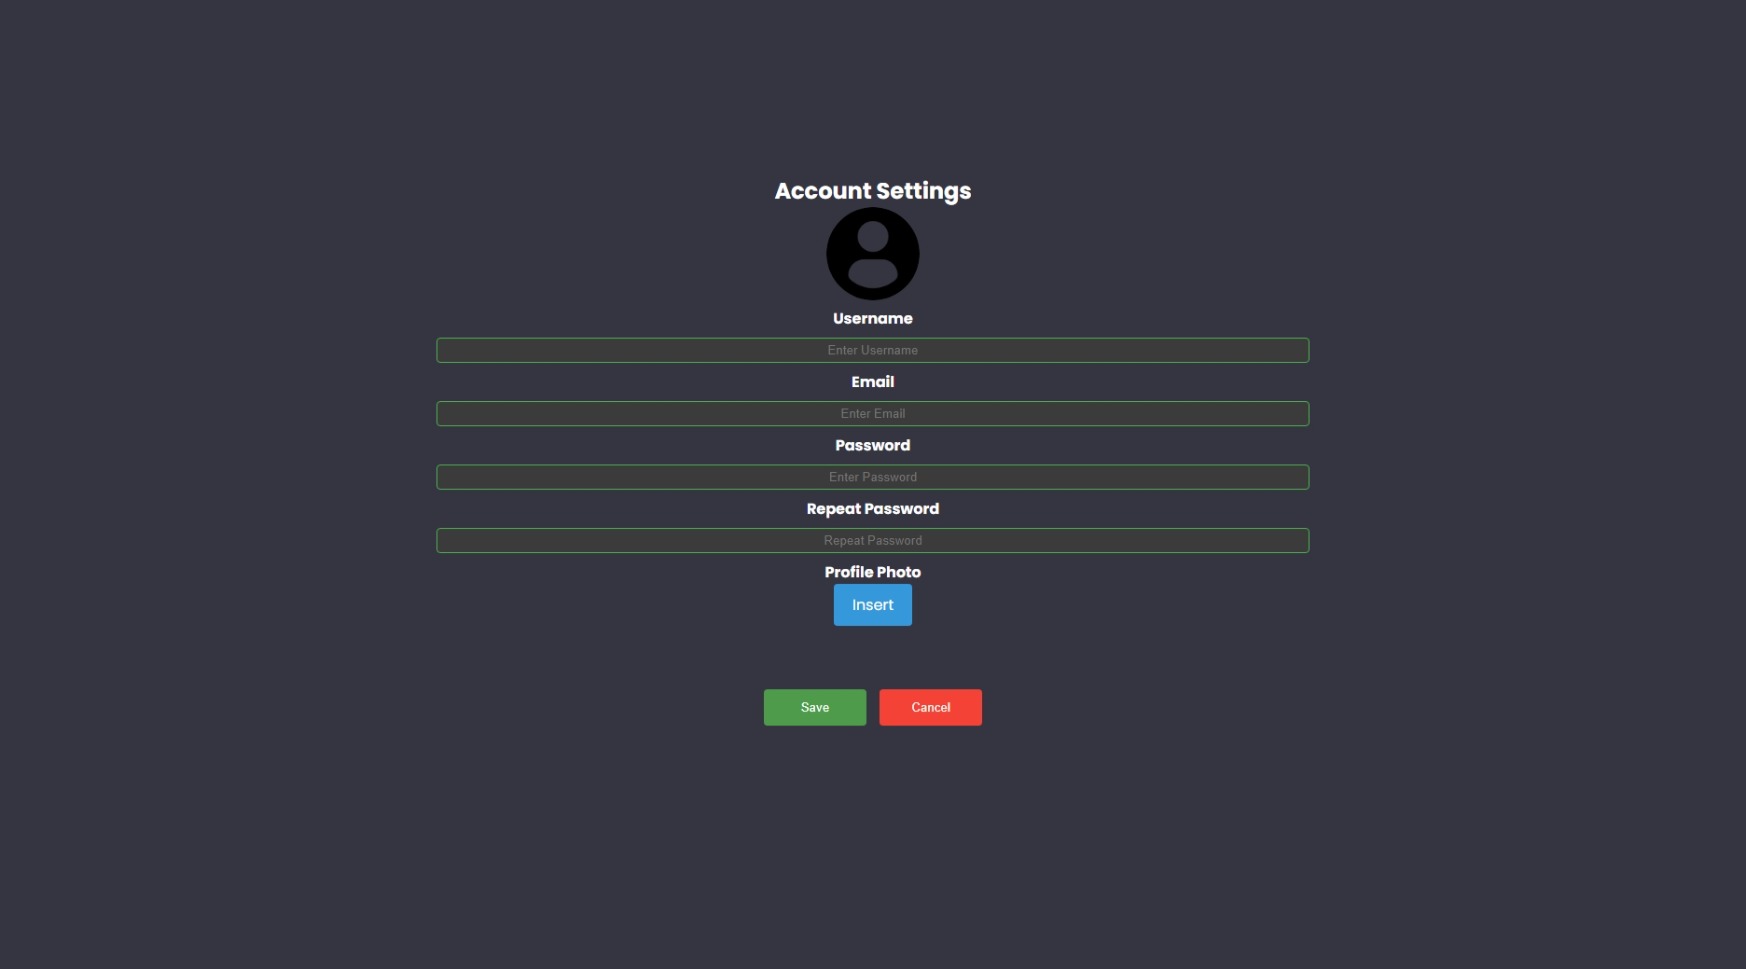 Account Settings
Username
Enter Username
Email
Enter Email
Password
Enter Password
Repeat Password
Repeat Password
Profile Photo
Insert
Save
Cancel